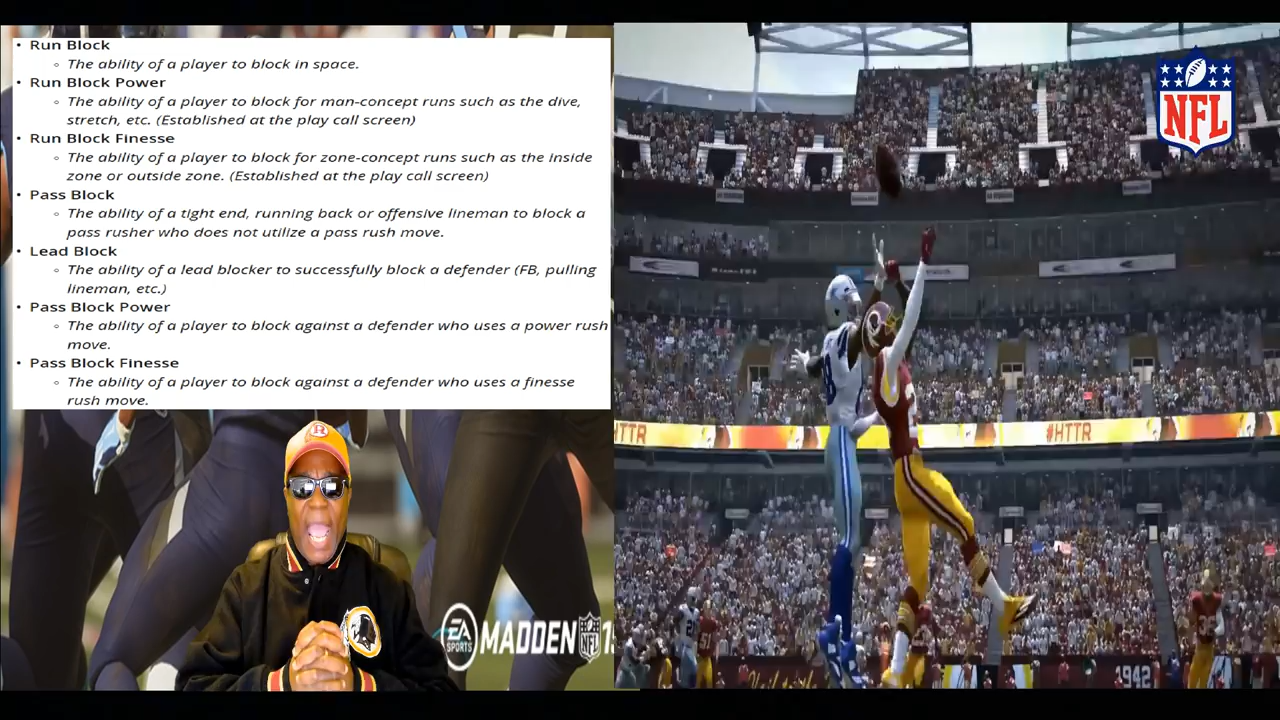 • Run Block
◦ The ability of a player to block in space.
• Run Block Power
◦ The ability of a player to block for man-concept runs such as the dive,
stretch, etc. (Established at the play call screen)
• Run Block Finesse
◦ The ability of a player to block for zone-concept runs such as the inside
zone or outside zone. (Established at the play call screen)
• Pass Block
◦ The ability of a tight end, running back or offensive lineman to block a
pass rusher who does not utilize a pass rush move.
• Lead Block
◦ The ability of a lead blocker to successfully block a defender (FB, pulling
lineman, etc.)
• Pass Block Power
◦ The ability of a player to block against a defender who uses a power rush
move.
• Pass Block Finesse
◦ The ability of a player to block against a defender who uses a finesse
rush move.
R
EA
SPORTS
MADDEN
NFL
NFL
TTR
#HTTR
1942